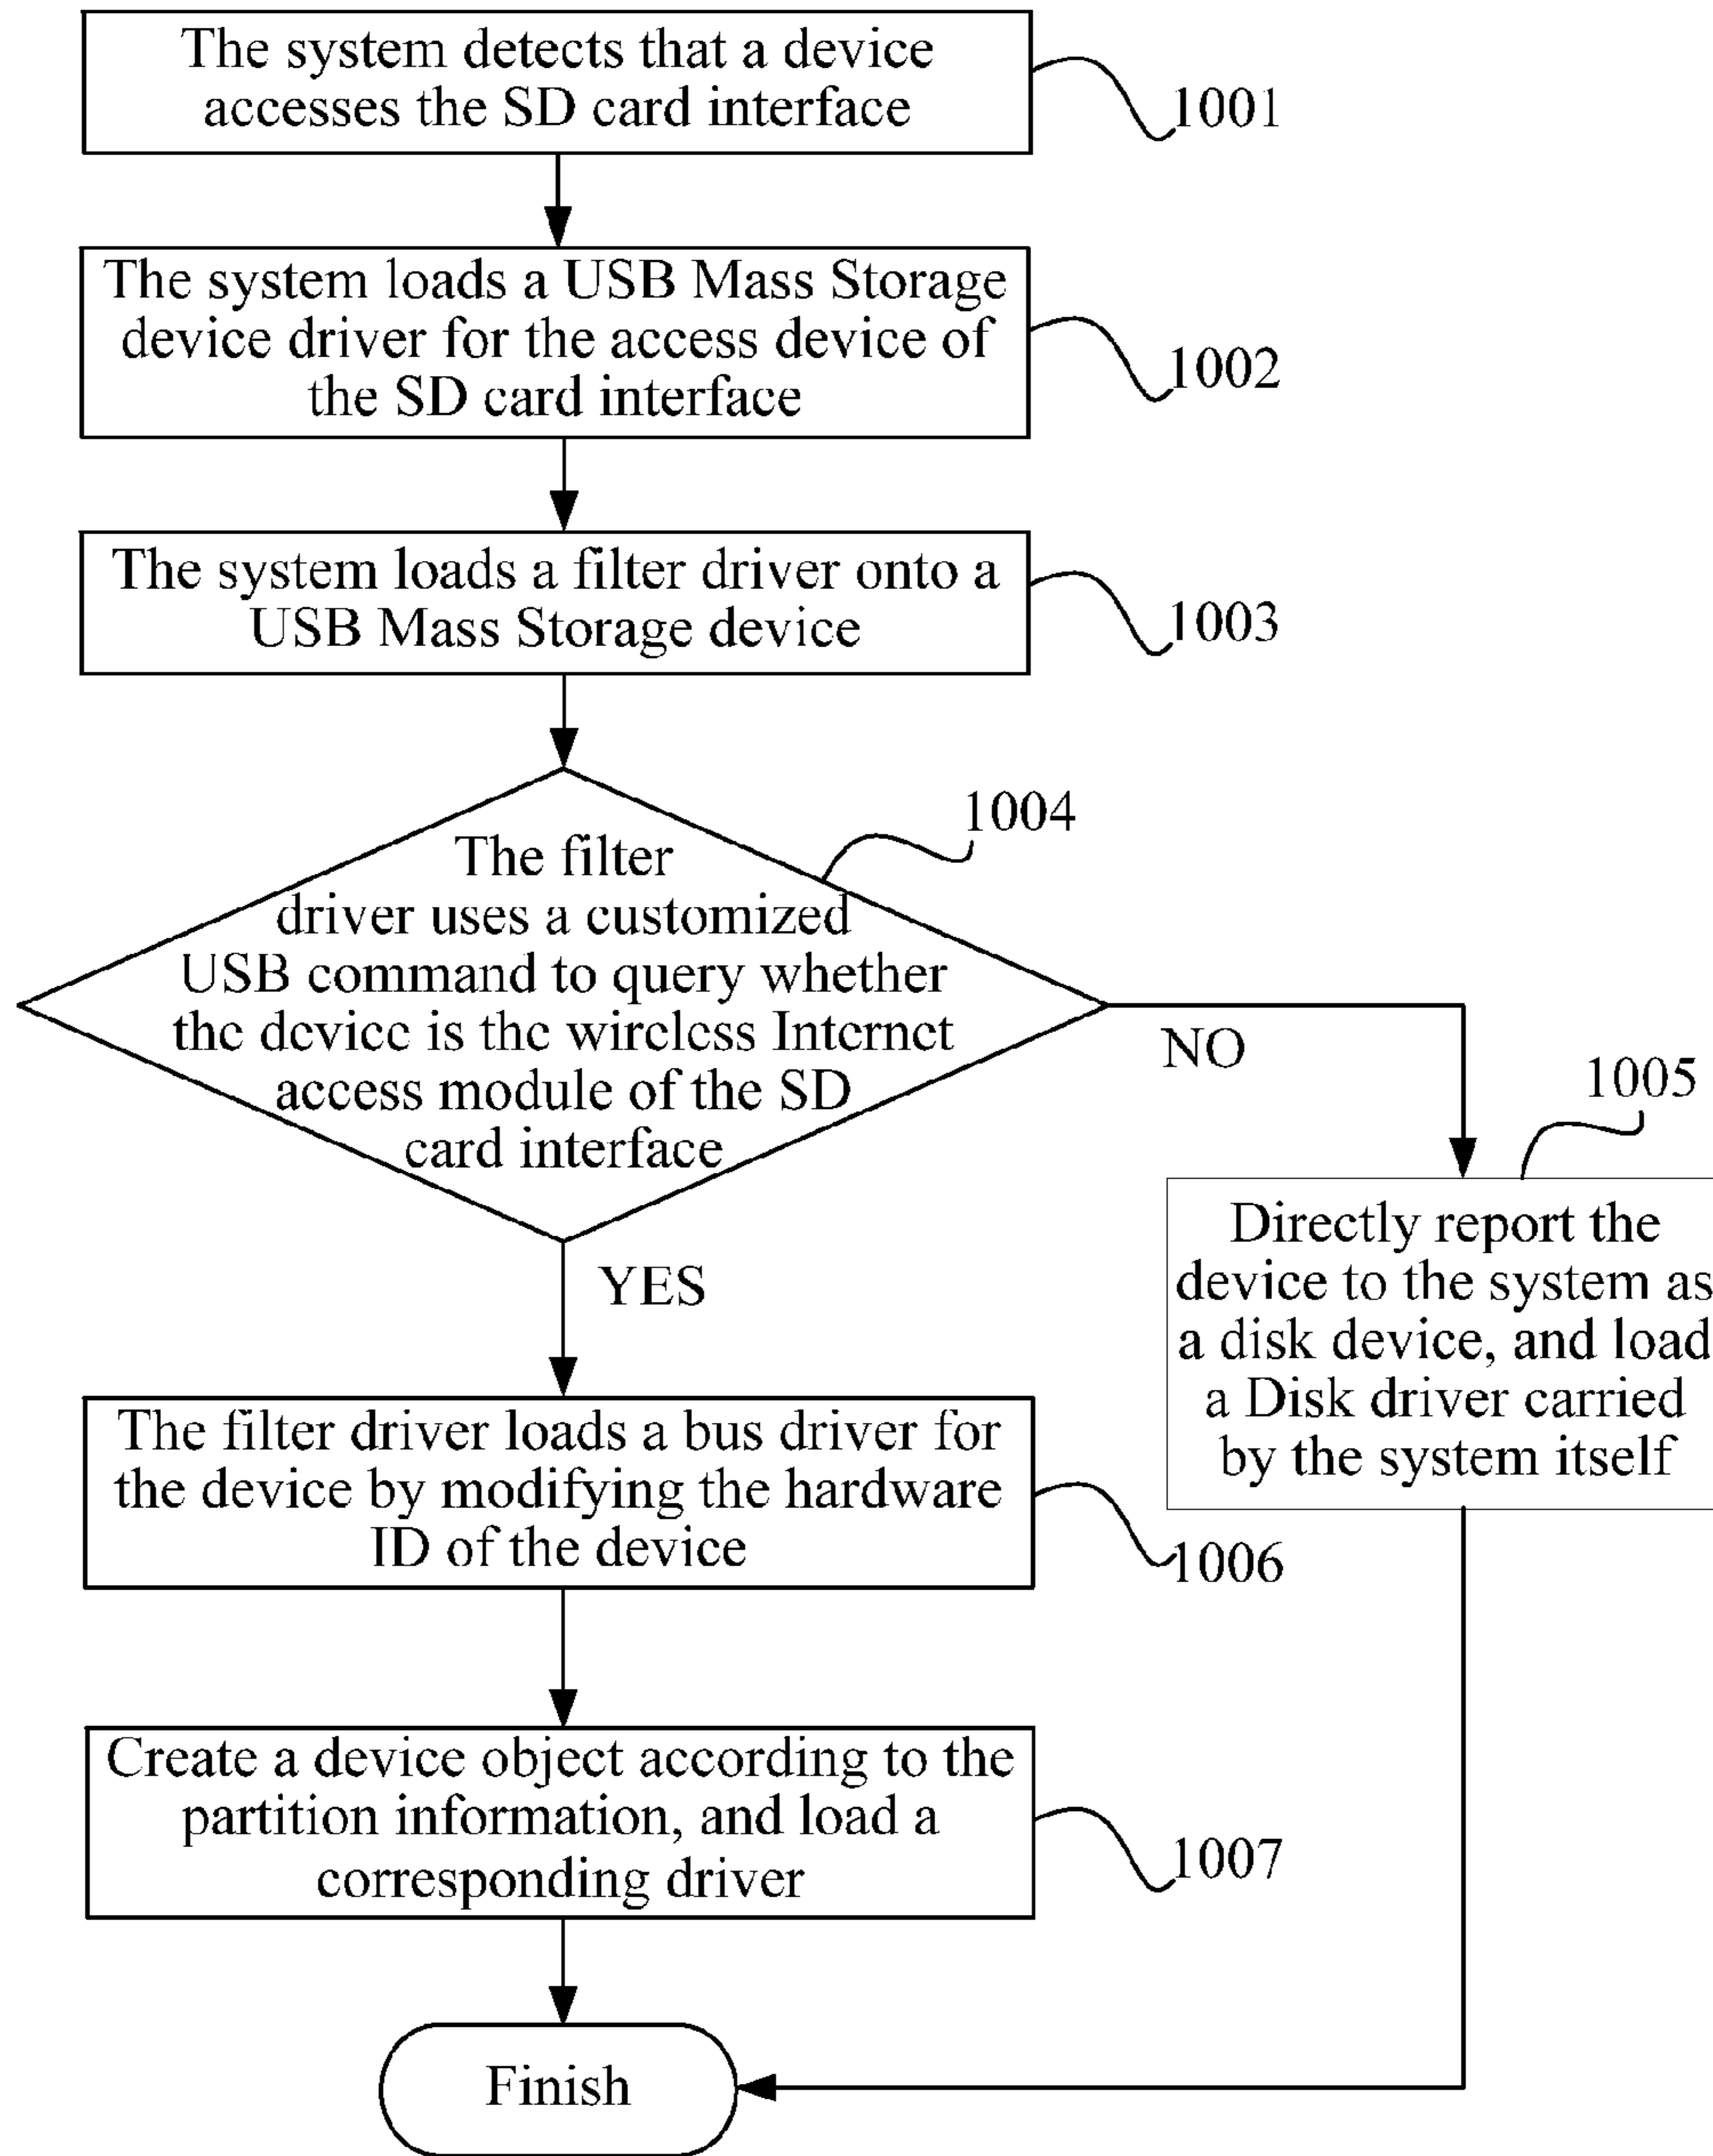 The system detects that a device
accesses the SD card interface
1001
The system loads a USB Mass Storage
device driver for the access device of
the SD card interface
1002
The system loads a filter driver onto a
USB Mass Storage device
1003
1004
The filter
driver uses a customized
USB command to query whether
the device is the wireless Internet
access module of the SD
card interface
NO
1005
Directly report the
device to the system as
a disk device, and load
a Disk driver carried
by the system itself
YES
The filter driver loads a bus driver for
the device by modifying the hardware
ID of the device
1006
Create a device object according to the
partition information, and load a
corresponding driver
1007
Finish